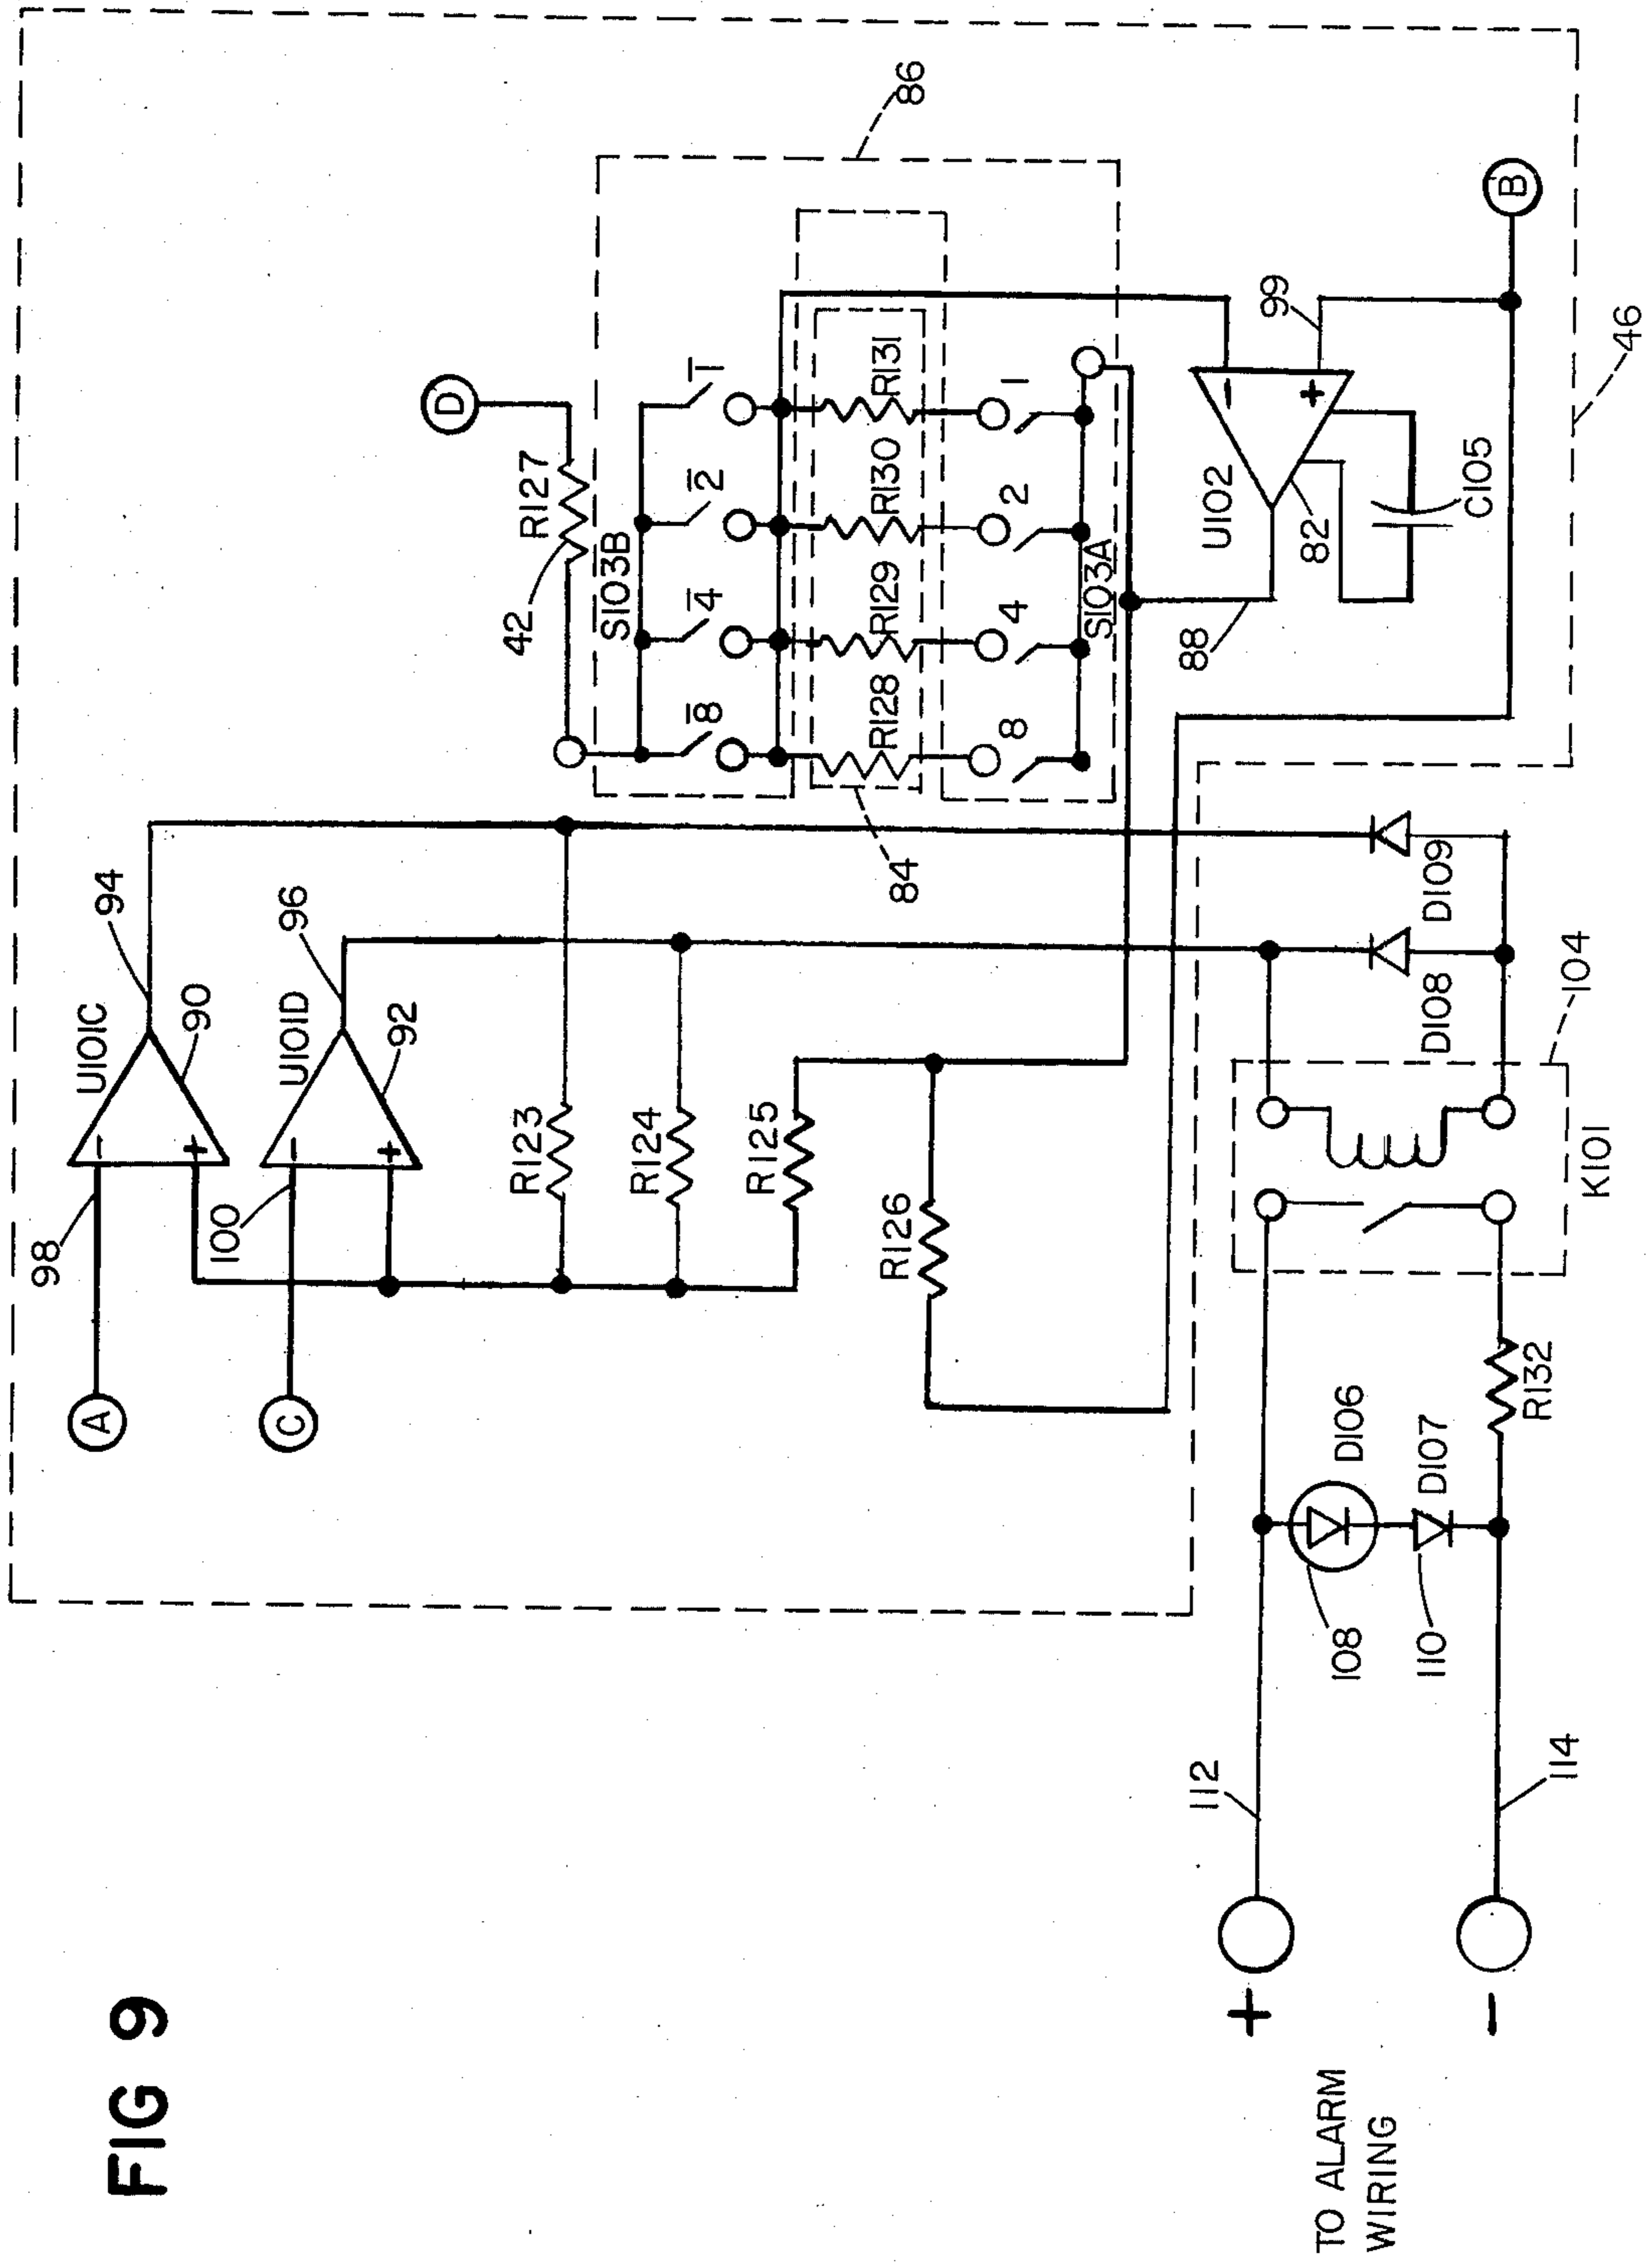 FIG 9
A
98
U101C
94
90
C
100
U101D
96
92
R123
R124
R125
R126
D
R127
42
S103B
8
4
2
1
86
R128
R129
R130
R131
84
8
4
2
1
S103A
88
U102
82
99
C105
B
46
D109
D108
104
K101
R132
D106
D107
108
110
112
114
+
−
TO ALARM
WIRING
−
+
−
+
−
+